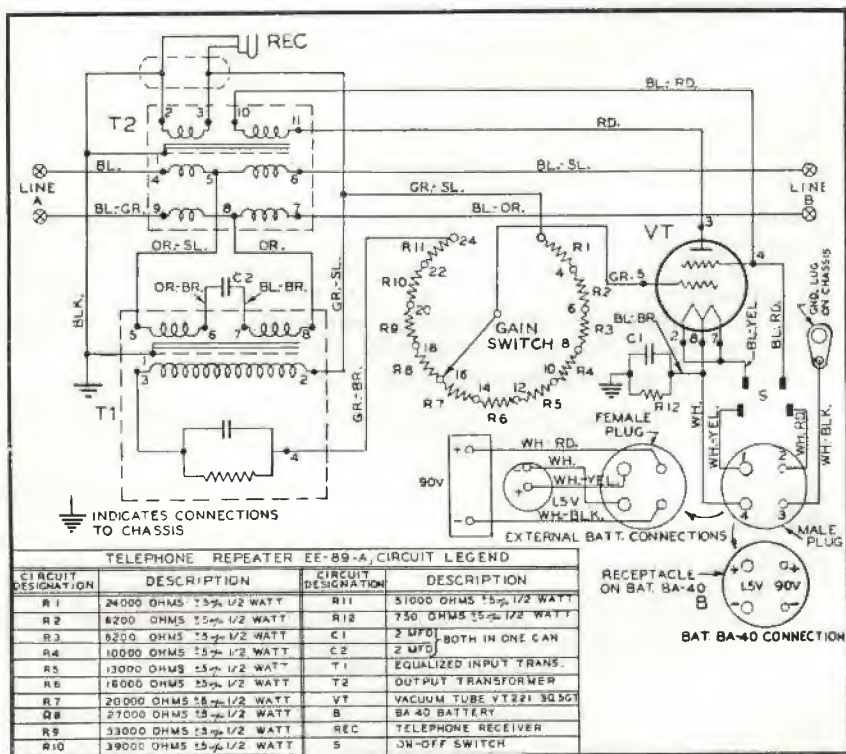 REC
BL-RD.
2 3 10 11
T2
RD.
BL.
BL-SL.
1
4 5 6
LINE A
GR-SL.
LINE B
BL-GR.
BL-OR.
9 8 7
OR-SL.
OR.
VT
3
4
R11 24
R1
22
4
R10
R2
GR. 5
OR-BR. C2 BL-BR.
GR-SL.
20
6
R9
R3
BLK.
GAIN SWITCH 8
BL-BR.
2 8 7
BL-YEL
BL-RD.
GND. LUG ON CHASSIS
5 6 7 8
1
18
10
R4
C1
R8
16
14
12
R5
3 2
R7
R6
R12
S
T1
GR-BR.
4
FEMALE PLUG
WH.
WH-YEL.
WH-RD.
WH-BLK.
WH-RD.
WH.
WH-YEL.
90V
1.5V
WH-BLK.
1 2
4 3
MALE PLUG
INDICATES CONNECTIONS TO CHASSIS
EXTERNAL BATT. CONNECTIONS
RECEPTACLE ON BAT. BA-40
B
1.5V 90V
BAT. BA-40 CONNECTION
TELEPHONE REPEATER EE-89-A, CIRCUIT LEGEND
CIRCUIT DESIGNATION DESCRIPTION CIRCUIT DESIGNATION DESCRIPTION
R1 24000 OHMS ±5% 1/2 WATT R11 51000 OHMS ±5% 1/2 WATT
R2 6200 OHMS ±5% 1/2 WATT R12 750 OHMS ±5% 1/2 WATT
R3 8200 OHMS ±5% 1/2 WATT C1 2 MFD } BOTH IN ONE CAN
R4 10000 OHMS ±5% 1/2 WATT C2 2 MFD
R5 13000 OHMS ±5% 1/2 WATT T1 EQUALIZED INPUT TRANS.
R6 16000 OHMS ±5% 1/2 WATT T2 OUTPUT TRANSFORMER
R7 20000 OHMS ±5% 1/2 WATT VT VACUUM TUBE VT221 3Q5GT
R8 27000 OHMS ±5% 1/2 WATT B BA-40 BATTERY
R9 33000 OHMS ±5% 1/2 WATT REC TELEPHONE RECEIVER
R10 39000 OHMS ±5% 1/2 WATT S ON-OFF SWITCH